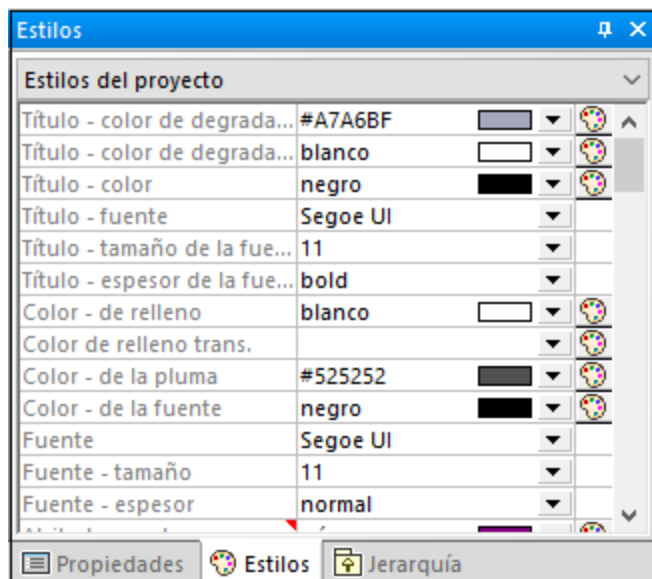 Estilos
Estilos del proyecto
Título - color de degrada... #A7A6BF
Título - color de degrada... blanco
Título - color negro
Título - fuente Segoe UI
Título - tamaño de la fue... 11
Título - espesor de la fue... bold
Color - de relleno blanco
Color de relleno trans.
Color - de la pluma #525252
Color - de la fuente negro
Fuente Segoe UI
Fuente - tamaño 11
Fuente - espesor normal
Propiedades Estilos Jerarquía